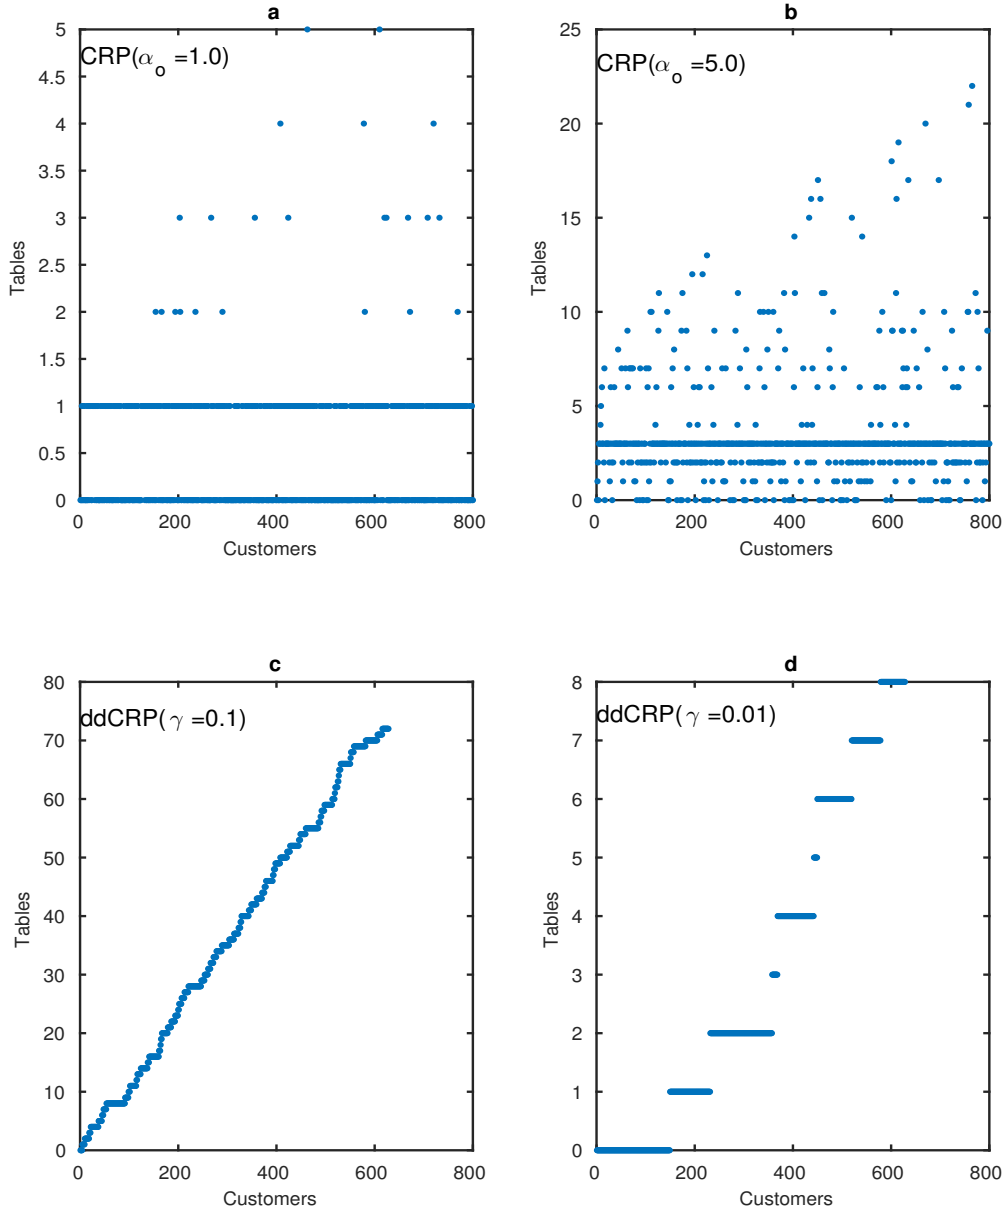 a
CRP(α_o =1.0)
5
4.5
4
3.5
3
2.5
2
1.5
1
0.5
0
Tables
0 200 400 600 800
Customers
b
CRP(α_o =5.0)
25
20
15
10
5
0
Tables
0 200 400 600 800
Customers
c
ddCRP( γ =0.1)
80
70
60
50
40
30
20
10
0
Tables
0 200 400 600 800
Customers
d
ddCRP( γ =0.01)
8
7
6
5
4
3
2
1
0
Tables
0 200 400 600 800
Customers